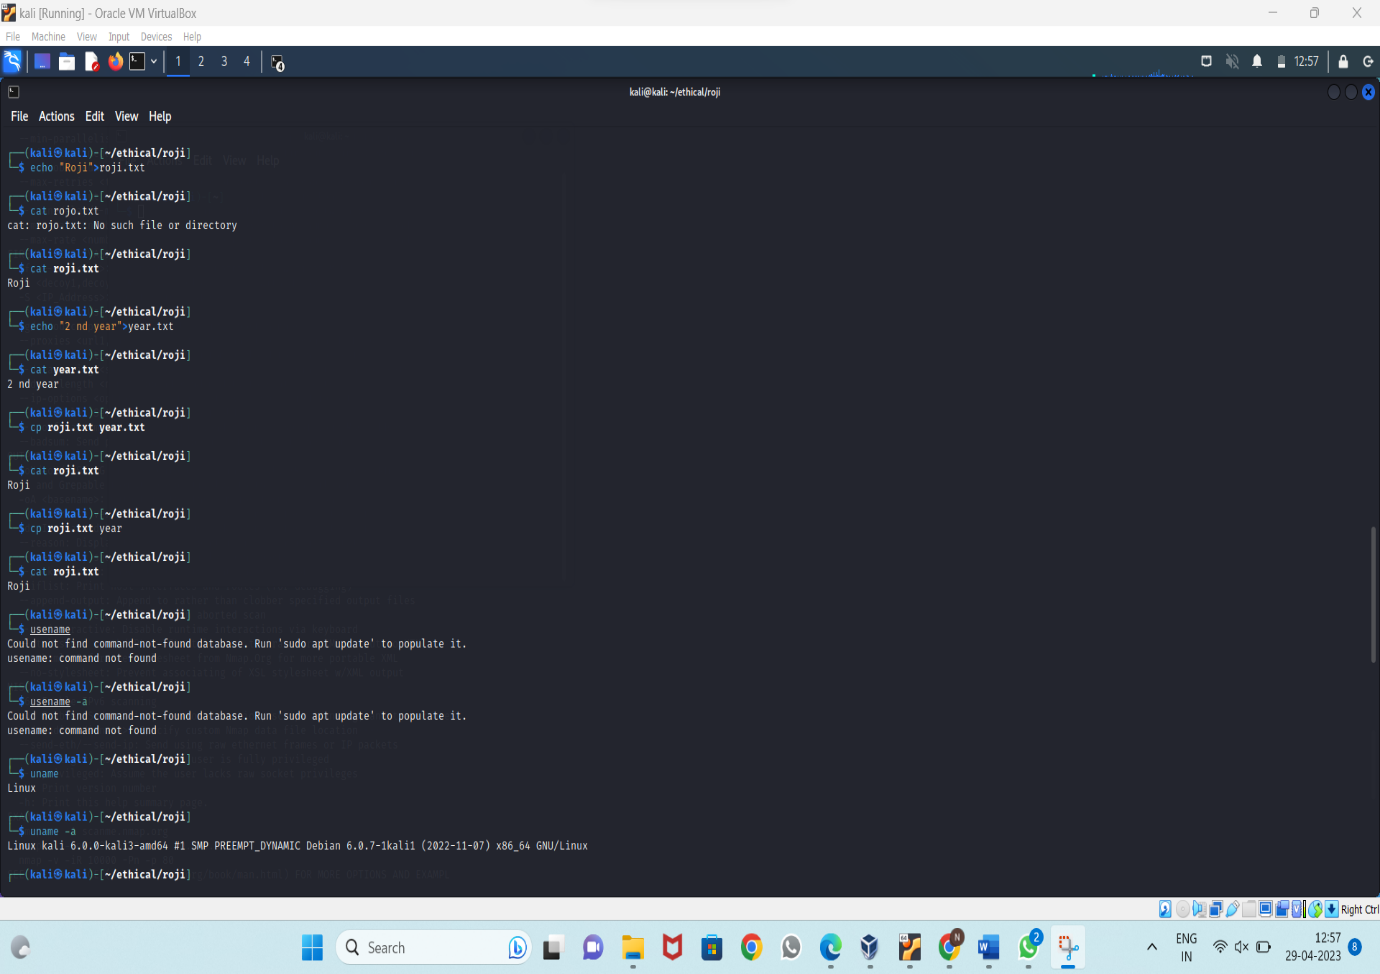 kali [Running] - Oracle VM VirtualBox
File Machine View Input Devices Help
1 2 3 4 4 12:57
kali@kali: ~/ethical/roji
File Actions Edit View Help
┌──(kali㉿kali)-[~/ethical/roji]
└─$ echo "Roji">roji.txt
┌──(kali㉿kali)-[~/ethical/roji]
└─$ cat rojo.txt
cat: rojo.txt: No such file or directory
┌──(kali㉿kali)-[~/ethical/roji]
└─$ cat roji.txt
Roji
┌──(kali㉿kali)-[~/ethical/roji]
└─$ echo "2 nd year">year.txt
┌──(kali㉿kali)-[~/ethical/roji]
└─$ cat year.txt
2 nd year
┌──(kali㉿kali)-[~/ethical/roji]
└─$ cp roji.txt year.txt
┌──(kali㉿kali)-[~/ethical/roji]
└─$ cat roji.txt
Roji
┌──(kali㉿kali)-[~/ethical/roji]
└─$ cp roji.txt year
┌──(kali㉿kali)-[~/ethical/roji]
└─$ cat roji.txt
Roji
┌──(kali㉿kali)-[~/ethical/roji]
└─$ usename
Could not find command-not-found database. Run 'sudo apt update' to populate it.
usename: command not found
┌──(kali㉿kali)-[~/ethical/roji]
└─$ usename -a
Could not find command-not-found database. Run 'sudo apt update' to populate it.
usename: command not found
┌──(kali㉿kali)-[~/ethical/roji]
└─$ uname
Linux
┌──(kali㉿kali)-[~/ethical/roji]
└─$ uname -a
Linux kali 6.0.0-kali3-amd64 #1 SMP PREEMPT_DYNAMIC Debian 6.0.7-1kali1 (2022-11-07) x86_64 GNU/Linux
┌──(kali㉿kali)-[~/ethical/roji]
Right Ctrl
Search
N
2
ENG
IN
12:57
29-04-2023
8